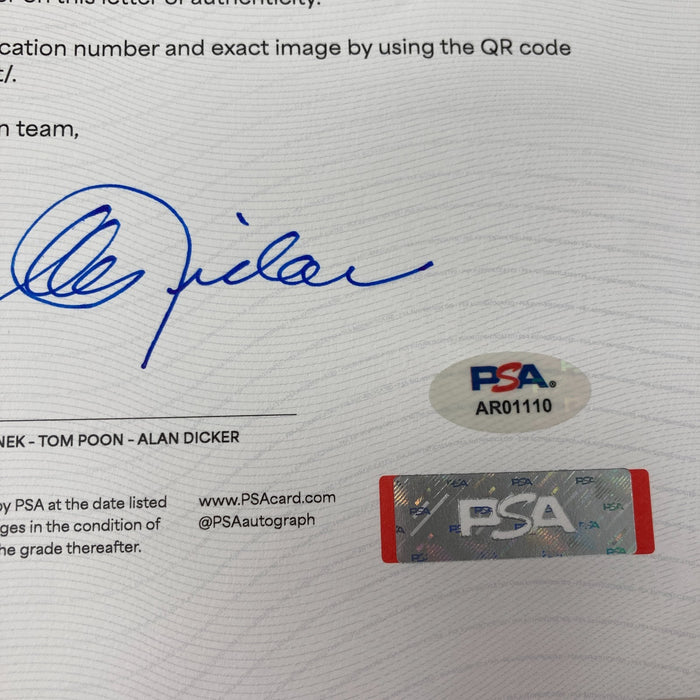 on this letter of authenticity.
cation number and exact image by using the QR code
t/.
n team,
PSA
AR01110
NEK - TOM POON - ALAN DICKER
by PSA at the date listed
ges in the condition of
he grade thereafter.
www.PSAcard.com
@PSAautograph
PSA